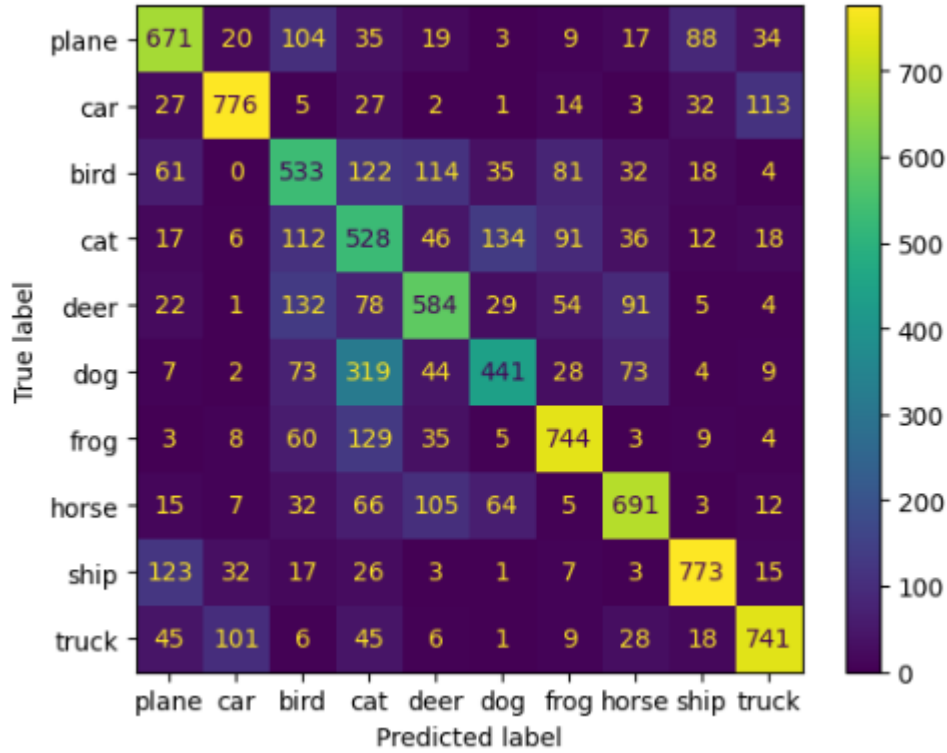 plane 671 20 104 35 19 3 9 17 88 34
car 27 776 5 27 2 1 14 3 32 113
bird 61 0 533 122 114 35 81 32 18 4
cat 17 6 112 528 46 134 91 36 12 18
deer 22 1 132 78 584 29 54 91 5 4
dog 7 2 73 319 44 441 28 73 4 9
frog 3 8 60 129 35 5 744 3 9 4
horse 15 7 32 66 105 64 5 691 3 12
ship 123 32 17 26 3 1 7 3 773 15
truck 45 101 6 45 6 1 9 28 18 741
plane car bird cat deer dog frog horse ship truck
Predicted label
True label
700
600
500
400
300
200
100
0